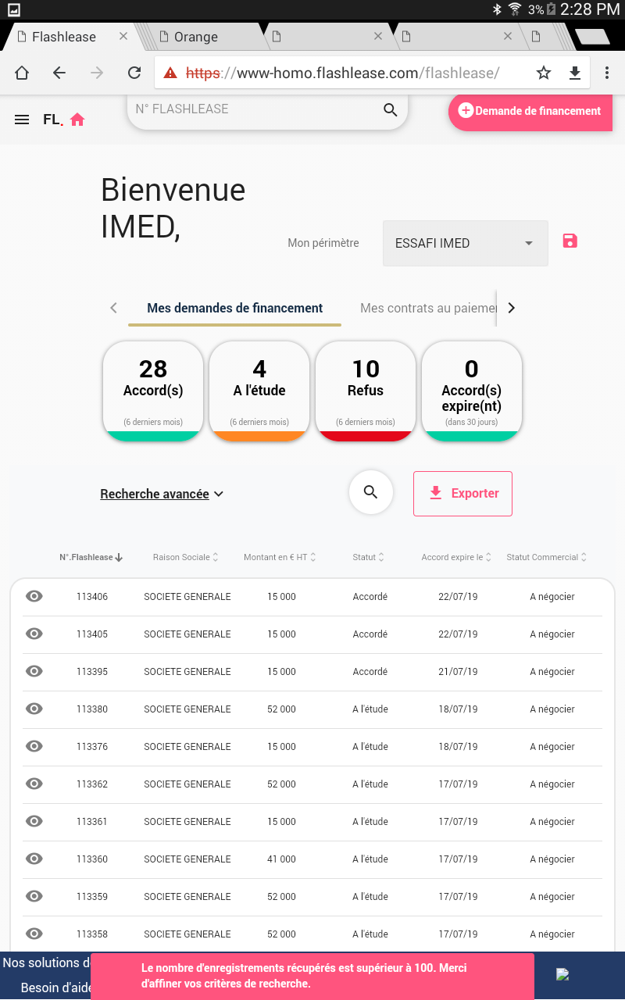 3% 2:28 PM
Flashlease Orange
https://www-homo.flashlease.com/flashlease/
FL. N° FLASHLEASE Demande de financement
Bienvenue
IMED,
Mon périmètre ESSAFI IMED
Mes demandes de financement Mes contrats au paiemen
28 4 10 0
Accord(s) A l'étude Refus Accord(s)
expire(nt)
(6 derniers mois) (6 derniers mois) (6 derniers mois) (dans 30 jours)
Recherche avancée Exporter
N°.Flashlease Raison Sociale Montant en € HT Statut Accord expire le Statut Commercial
113406 SOCIETE GENERALE 15 000 Accordé 22/07/19 A négocier
113405 SOCIETE GENERALE 15 000 Accordé 22/07/19 A négocier
113395 SOCIETE GENERALE 15 000 Accordé 21/07/19 A négocier
113380 SOCIETE GENERALE 52 000 A l'étude 18/07/19 A négocier
113376 SOCIETE GENERALE 15 000 A l'étude 18/07/19 A négocier
113362 SOCIETE GENERALE 52 000 A l'étude 17/07/19 A négocier
113361 SOCIETE GENERALE 15 000 A l'étude 17/07/19 A négocier
113360 SOCIETE GENERALE 41 000 A l'étude 17/07/19 A négocier
113359 SOCIETE GENERALE 52 000 A l'étude 17/07/19 A négocier
113358 SOCIETE GENERALE 52 000 A l'étude 17/07/19 A négocier
Nos solutions d
Besoin d'aide
Le nombre d'enregistrements récupérés est supérieur à 100. Merci
d'affiner vos critères de recherche.